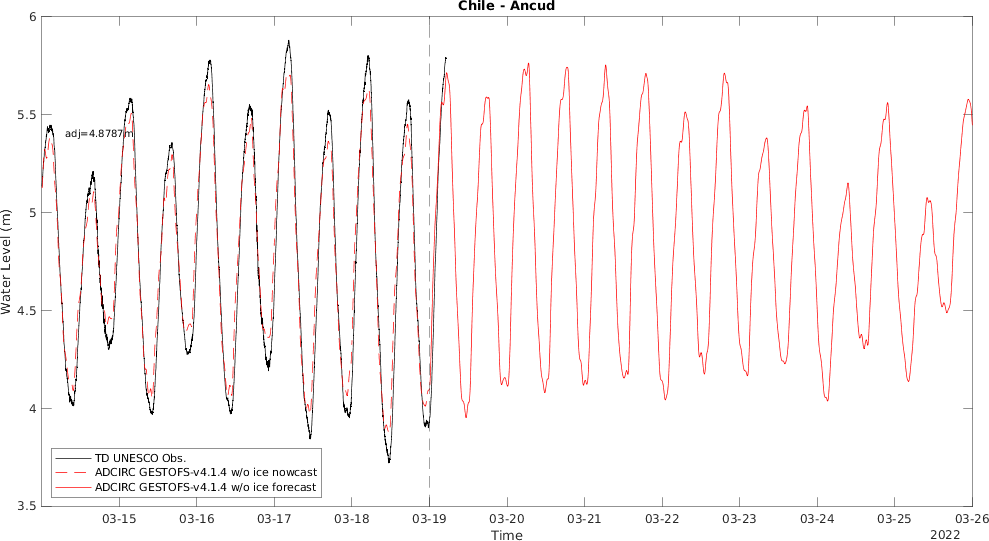 Chile - Ancud
6
5.5
5
4.5
4
3.5
Water Level (m)
adj=4.8787m
TD UNESCO Obs.
ADCIRC GESTOFS-v4.1.4 w/o ice nowcast
ADCIRC GESTOFS-v4.1.4 w/o ice forecast
03-15 03-16 03-17 03-18 03-19 03-20 03-21 03-22 03-23 03-24 03-25 03-26
Time
2022